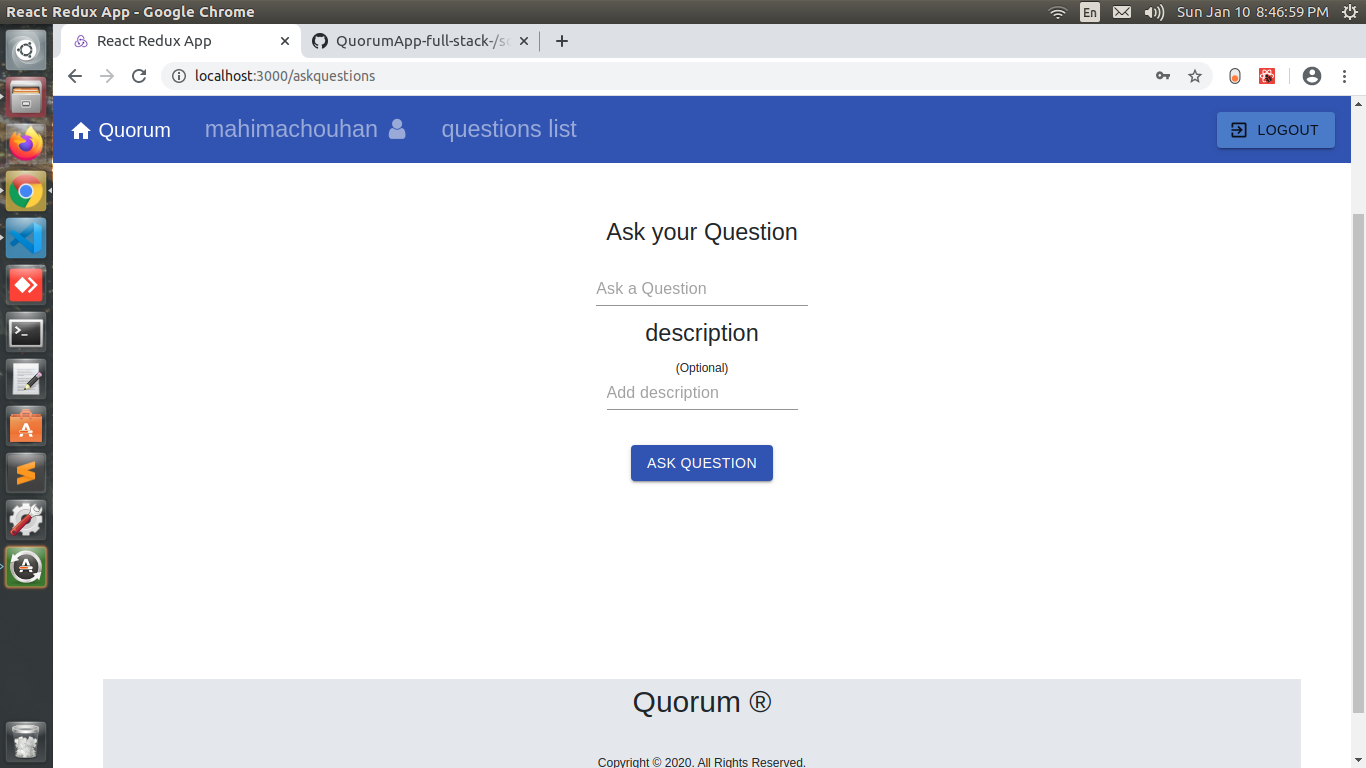 React Redux App - Google Chrome
En
Sun Jan 10 8:46:59 PM
React Redux App
QuorumApp-full-stack-/
localhost:3000/askquestions
Quorum
mahimachouhan
questions list
LOGOUT
Ask your Question
Ask a Question
description
(Optional)
Add description
ASK QUESTION
Quorum ®
Copyright © 2020. All Rights Reserved.